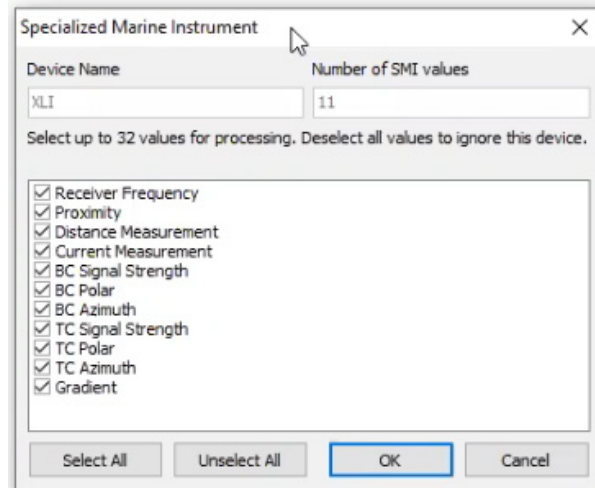 Specialized Marine Instrument
Device Name Number of SMI values
XLI 11
Select up to 32 values for processing. Deselect all values to ignore this device.
Receiver Frequency
Proximity
Distance Measurement
Current Measurement
BC Signal Strength
BC Polar
BC Azimuth
TC Signal Strength
TC Polar
TC Azimuth
Gradient
Select All Unselect All OK Cancel